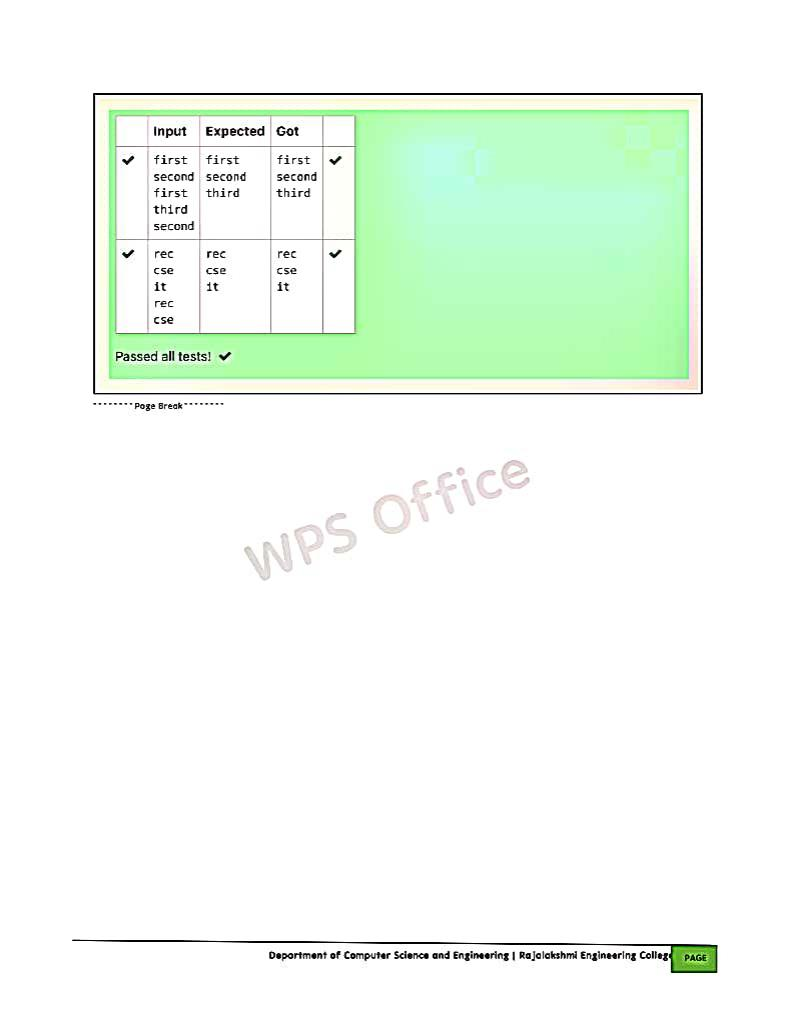 Input Expected Got
✔ first first first ✔
second second second
first third third
third
second
✔ rec rec rec ✔
cse cse cse
it it it
rec
cse
Passed all tests! ✔
--------Page Break--------
WPS Office
Department of Computer Science and Engineering | Rajalakshmi Engineering College PAGE